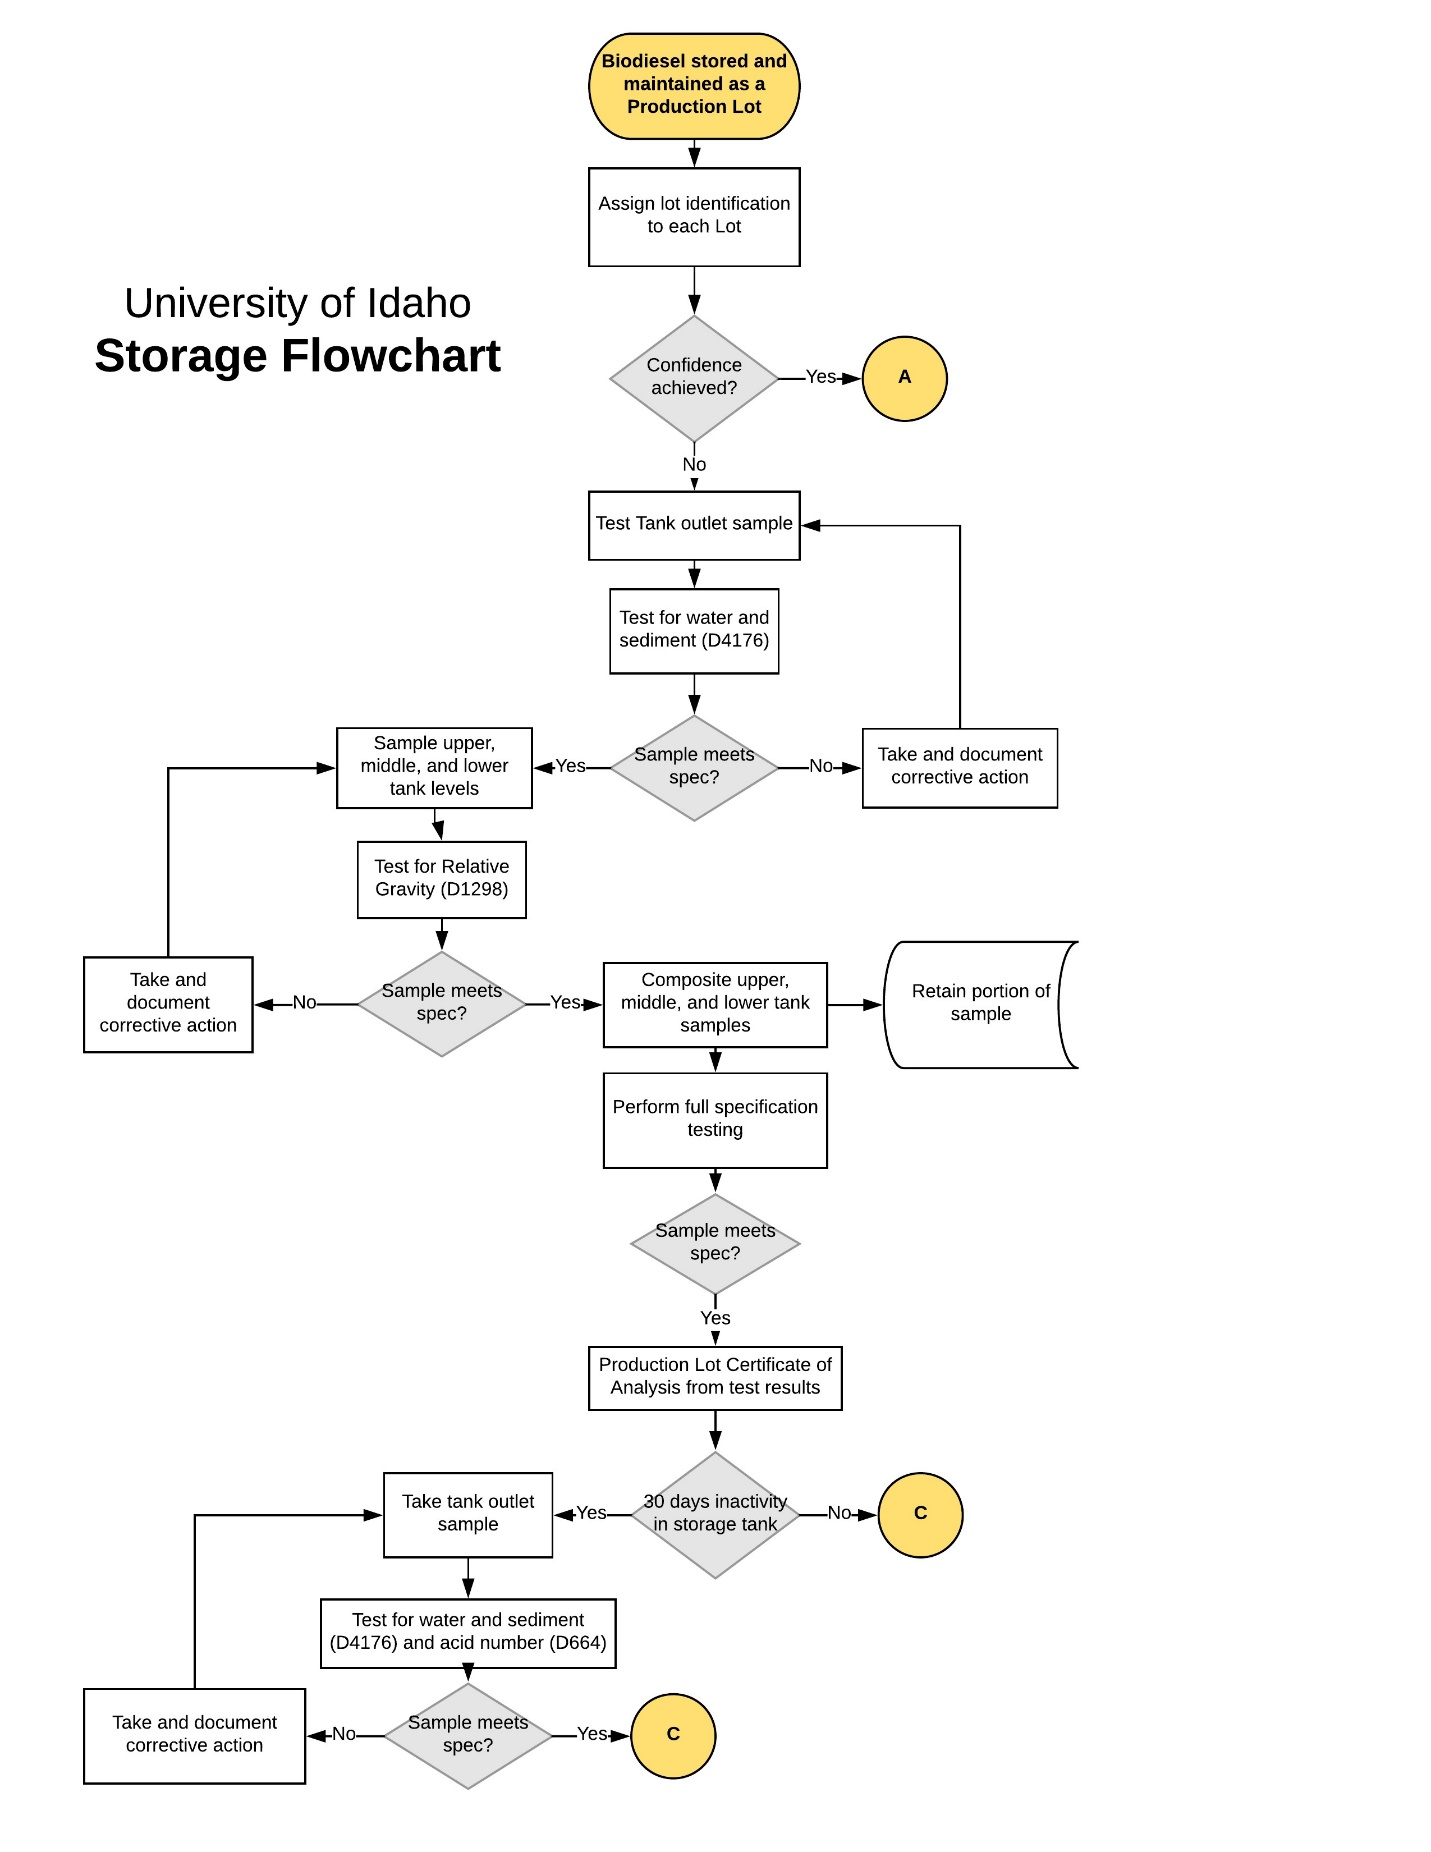 Biodiesel stored and
maintained as a
Production Lot
Assign lot identification
to each Lot
University of Idaho
Storage Flowchart
Confidence
achieved?
Yes
A
No
Test Tank outlet sample
Test for water and
sediment (D4176)
Sample upper,
middle, and lower
tank levels
Yes
Sample meets
spec?
No
Take and document
corrective action
Test for Relative
Gravity (D1298)
Take and
document
corrective action
No
Sample meets
spec?
Yes
Composite upper,
middle, and lower tank
samples
Retain portion of
sample
Perform full specification
testing
Sample meets
spec?
Yes
Production Lot Certificate of
Analysis from test results
Take tank outlet
sample
Yes
30 days inactivity
in storage tank
No
C
Test for water and sediment
(D4176) and acid number (D664)
Take and document
corrective action
No
Sample meets
spec?
Yes
C